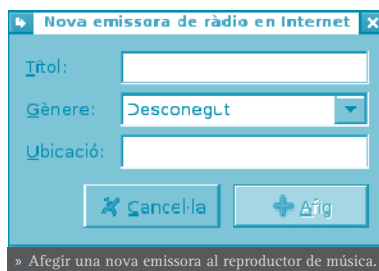 Nova emissora de ràdio en Internet
Títol:
Gènere: Desconegut
Ubicació:
Cancel·la Afig
» Afegir una nova emissora al reproductor de música.